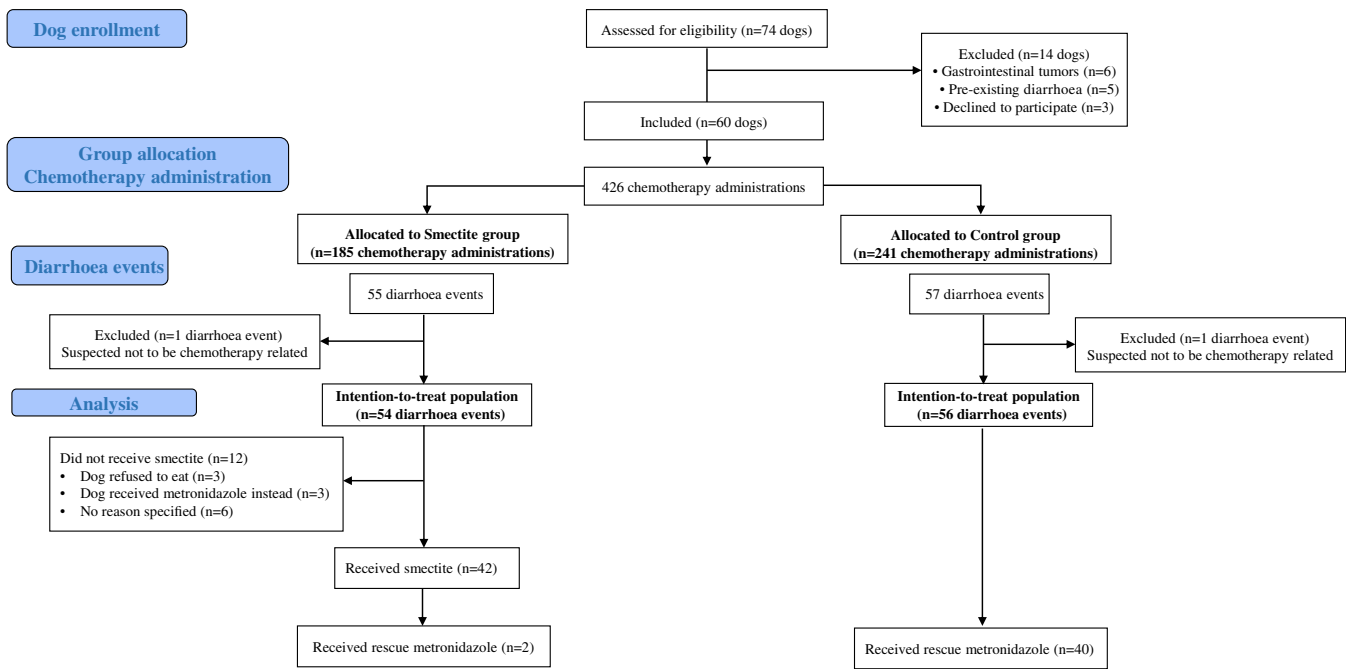 Dog enrollment
Assessed for eligibility (n=74 dogs)
Excluded (n=14 dogs)
• Gastrointestinal tumors (n=6)
• Pre-existing diarrhoea (n=5)
• Declined to participate (n=3)
Included (n=60 dogs)
Group allocation
Chemotherapy administration
426 chemotherapy administrations
Allocated to Smectite group
(n=185 chemotherapy administrations)
Allocated to Control group
(n=241 chemotherapy administrations)
Diarrhoea events
55 diarrhoea events
57 diarrhoea events
Excluded (n=1 diarrhoea event)
Suspected not to be chemotherapy related
Excluded (n=1 diarrhoea event)
Suspected not to be chemotherapy related
Analysis
Intention-to-treat population
(n=54 diarrhoea events)
Intention-to-treat population
(n=56 diarrhoea events)
Did not receive smectite (n=12)
• Dog refused to eat (n=3)
• Dog received metronidazole instead (n=3)
• No reason specified (n=6)
Received smectite (n=42)
Received rescue metronidazole (n=2)
Received rescue metronidazole (n=40)